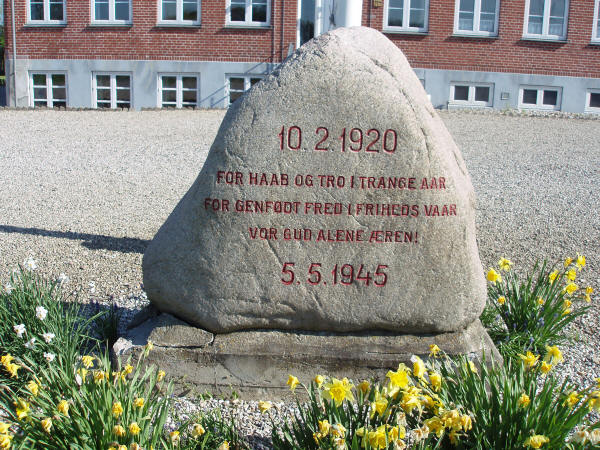 10.2.1920
FOR HAAB OG TRO I TRANGE AAR
FOR GENFØDT FRED I FRIHEDS VAAR
VOR GUD ALENE ÆREN!
5.5.1945